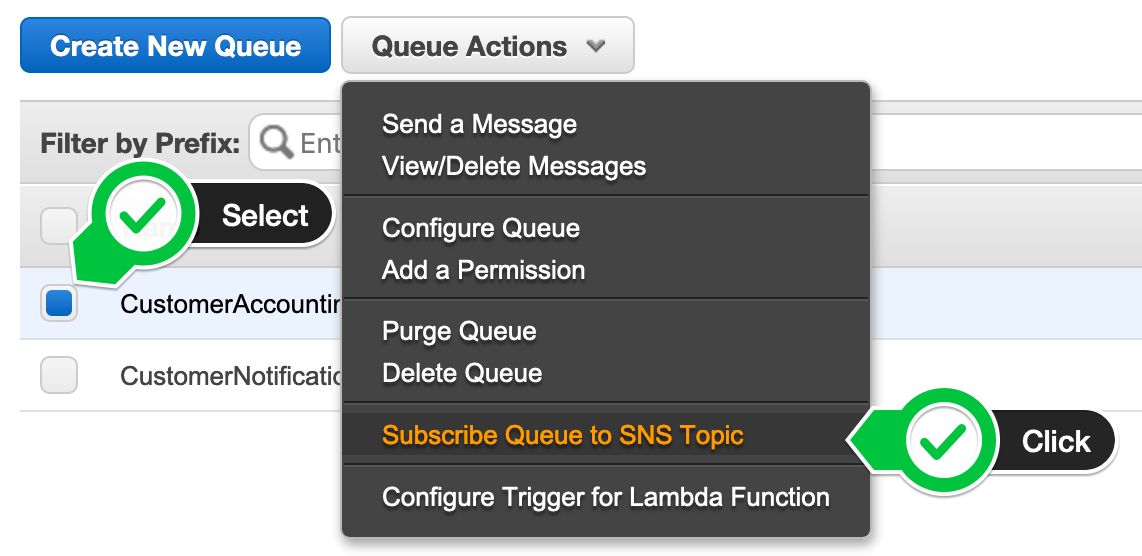 Create New Queue
Queue Actions
Filter by Prefix:
Ent
Send a Message
View/Delete Messages
Select
Configure Queue
Add a Permission
CustomerAccountin
Purge Queue
Delete Queue
CustomerNotificatio
Subscribe Queue to SNS Topic
Click
Configure Trigger for Lambda Function